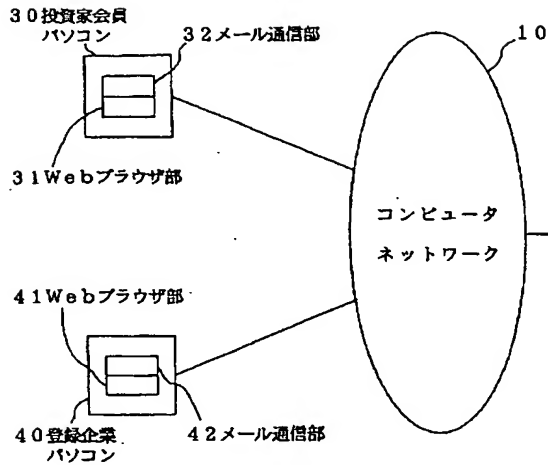 30投資家会員
パソコン
32メール通信部
10
31Webブラウザ部
コンピュータ
ネットワーク
41Webブラウザ部
40登録企業
パソコン
42メール通信部